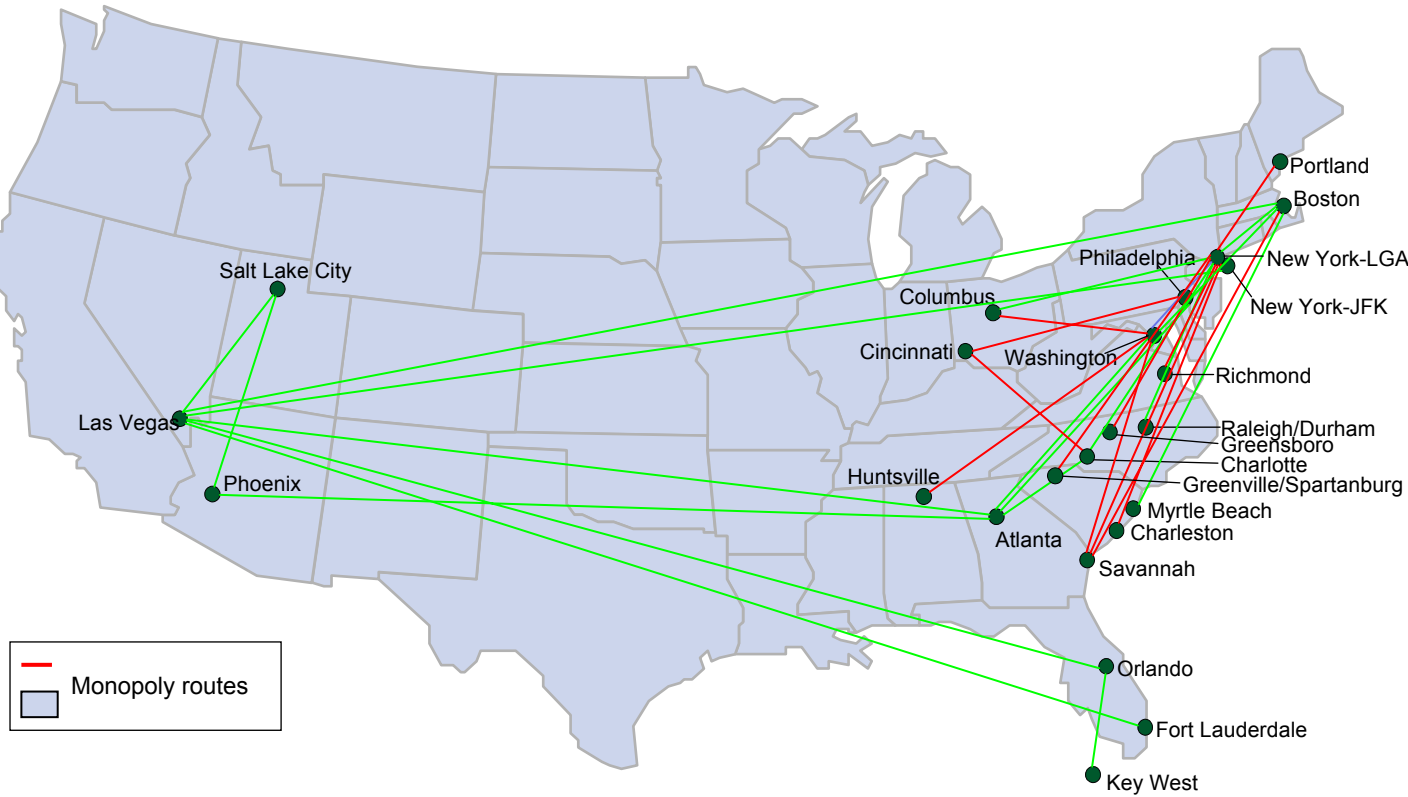 Portland
Boston
Philadelphia
New York-LGA
Salt Lake City
Columbus
New York-JFK
Cincinnati
Washington
Richmond
Las Vegas
Raleigh/Durham
Greensboro
Charlotte
Huntsville
Phoenix
Greenville/Spartanburg
Myrtle Beach
Atlanta
Charleston
Savannah
Orlando
Monopoly routes
Fort Lauderdale
Key West